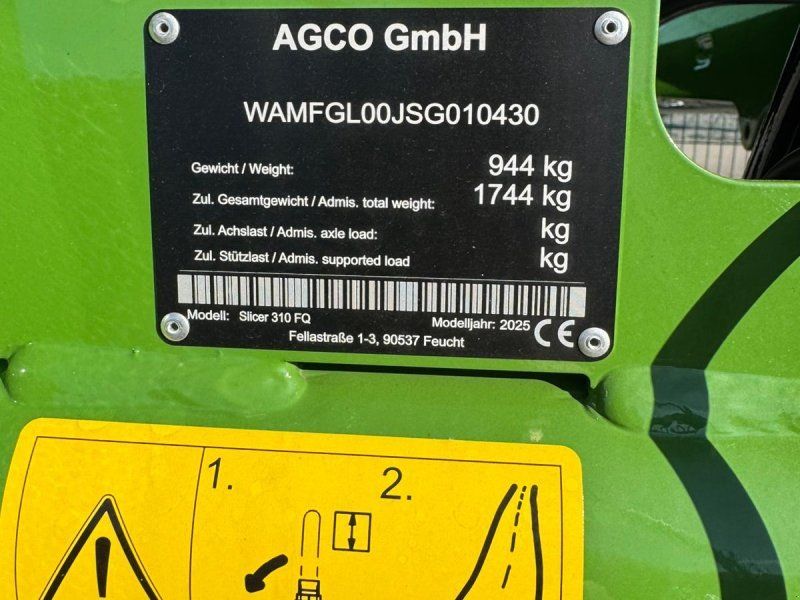 AGCO GmbH
WAMFGL00JSG010430
Gewicht / Weight: 944 kg
Zul. Gesamtgewicht / Admis. total weight: 1744 kg
Zul. Achslast / Admis. axle load: kg
Zul. Stützlast / Admis. supported load kg
Modell: Slicer 310 FQ Modelljahr: 2025 CE
Fellastraße 1-3, 90537 Feucht
1. 2.